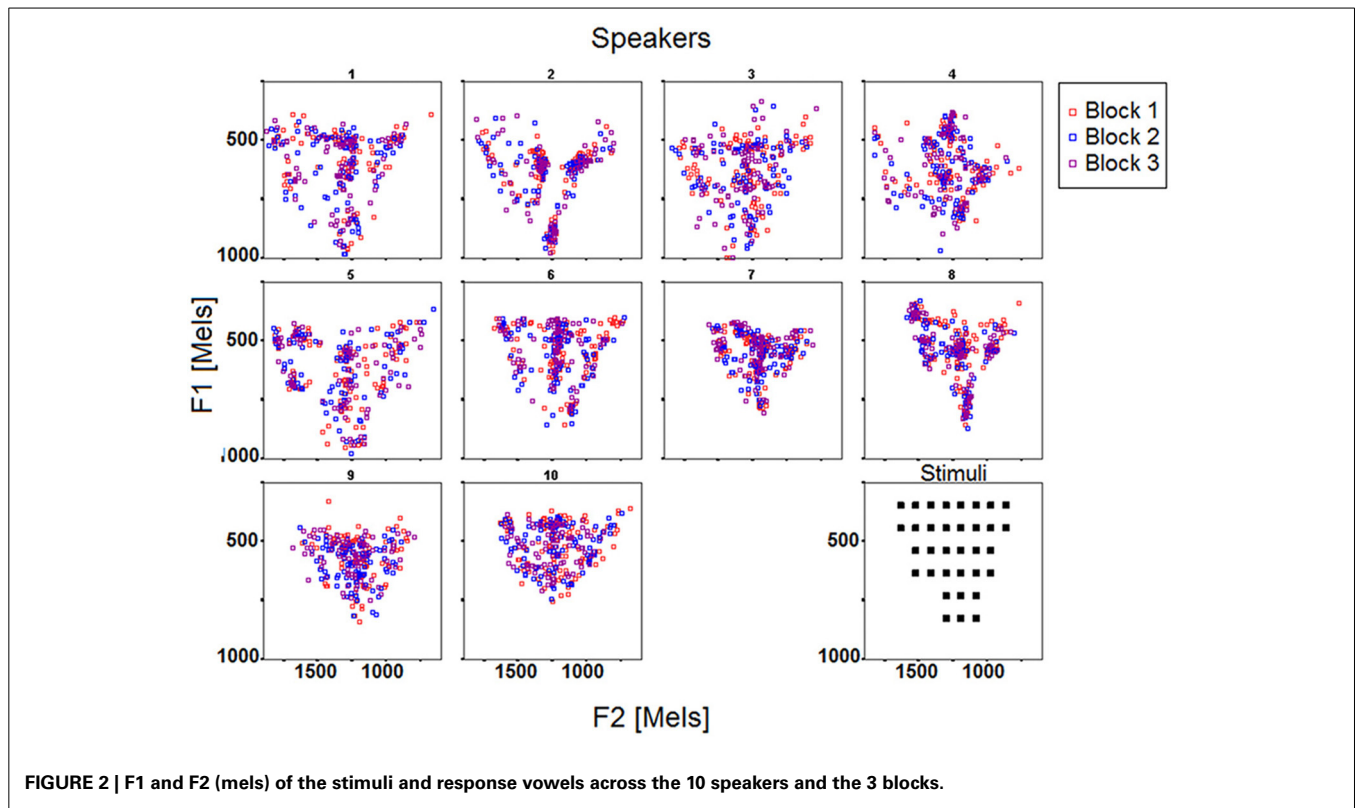 Speakers
1 2 3 4
Block 1
Block 2
Block 3
500
1000
5 6 7 8
500
1000
F1 [Mels]
9 10 Stimuli
500 500
1000 1000
1500 1000 1500 1000 1500 1000
F2 [Mels]
FIGURE 2 | F1 and F2 (mels) of the stimuli and response vowels across the 10 speakers and the 3 blocks.